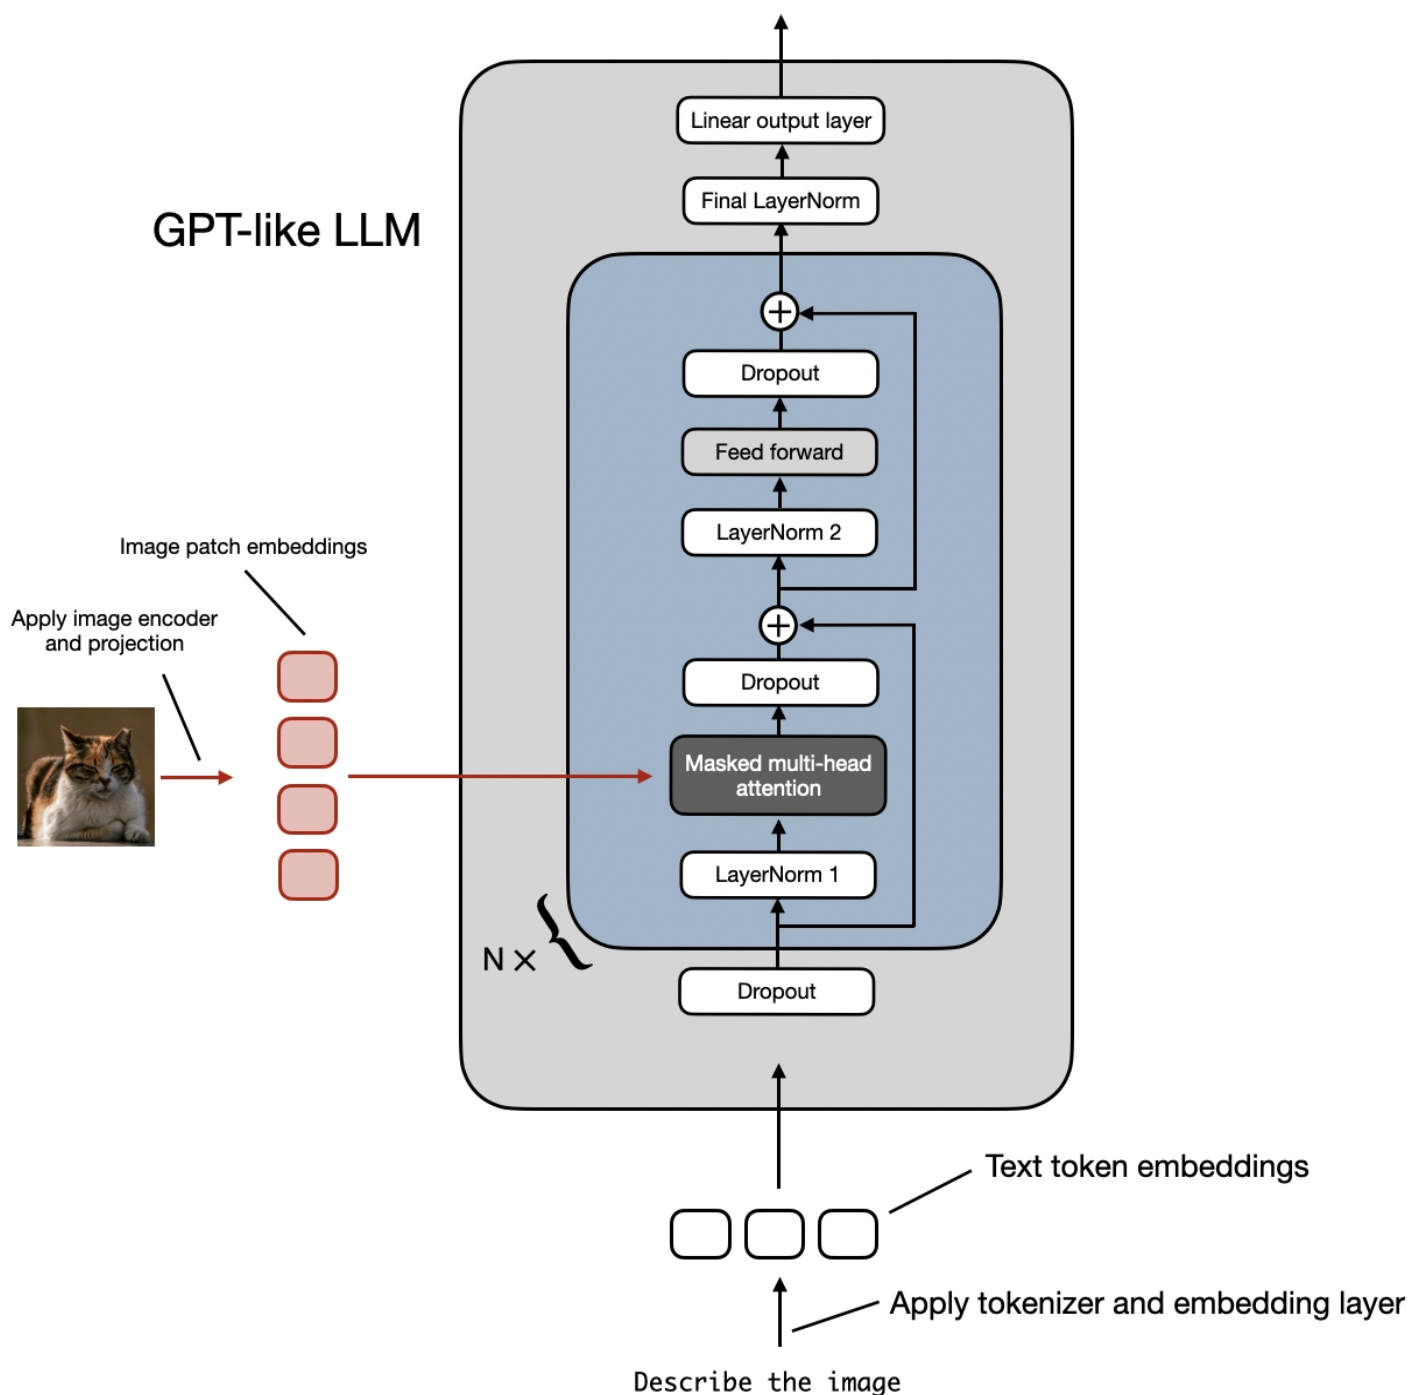 Linear output layer
Final LayerNorm
GPT-like LLM
Dropout
Feed forward
LayerNorm 2
Image patch embeddings
Apply image encoder
and projection
Dropout
Masked multi-head
attention
LayerNorm 1
N ×
Dropout
Text token embeddings
Apply tokenizer and embedding layer
Describe the image